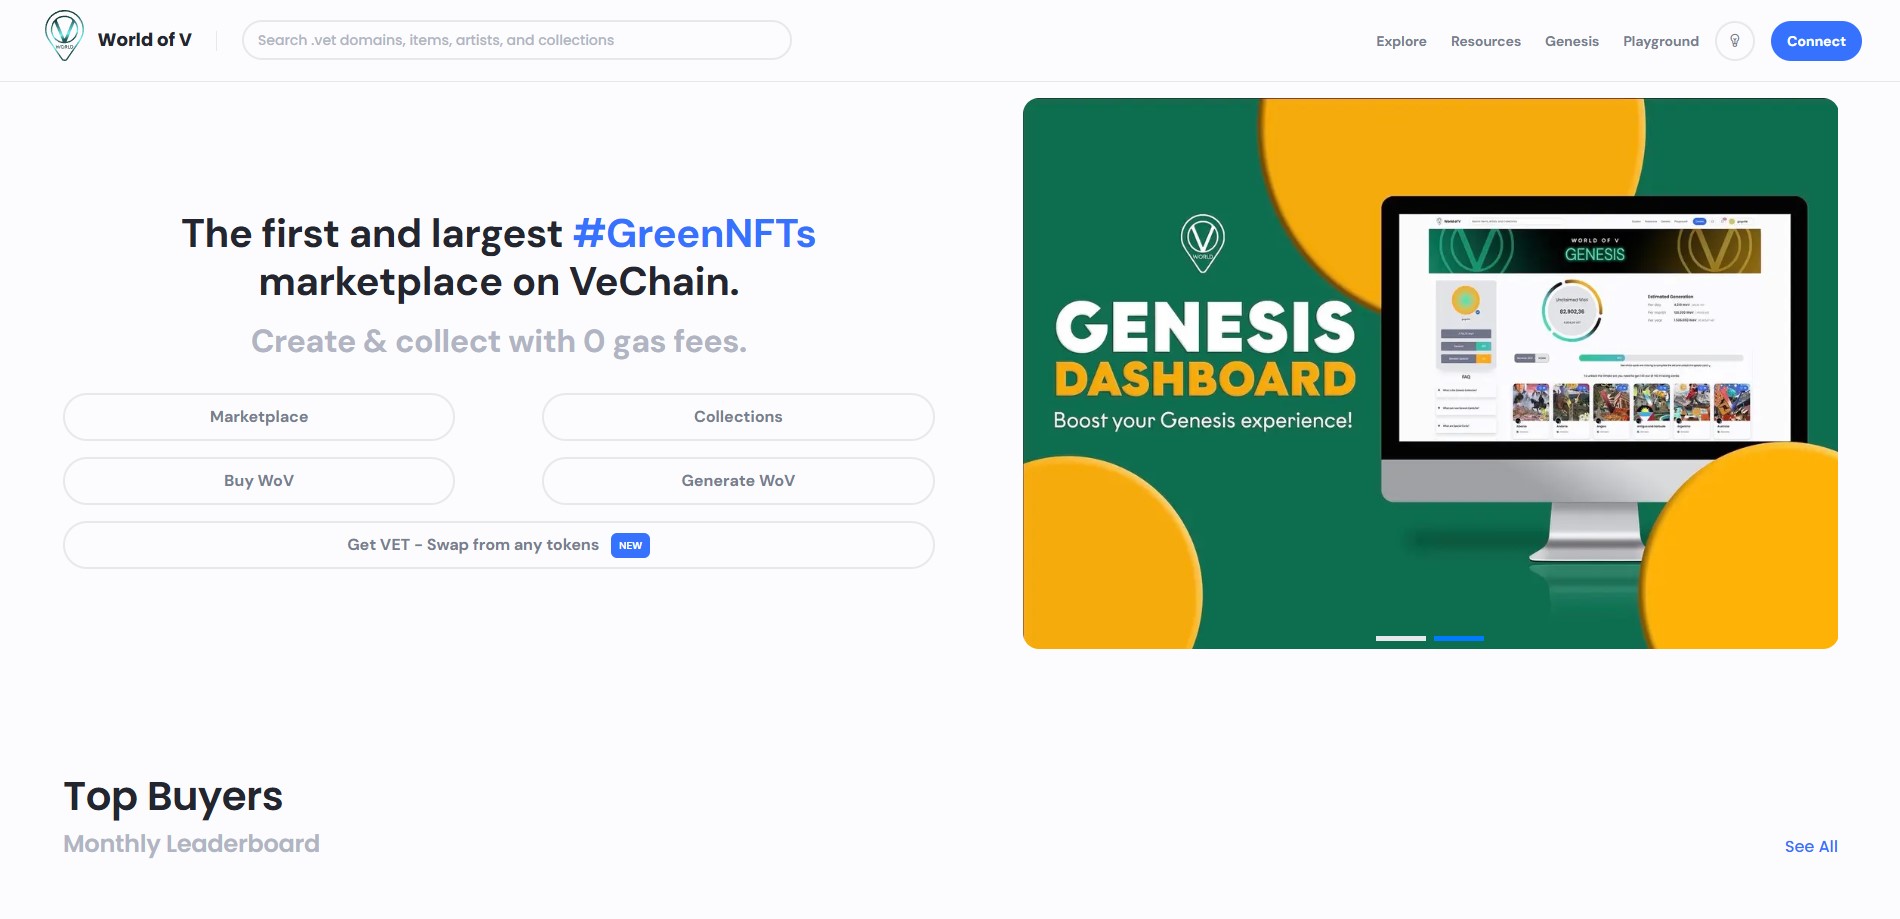 World of V
Search .vet domains, items, artists, and collections
Explore
Resources
Genesis
Playground
Connect
The first and largest #GreenNFTs
marketplace on VeChain.
Create & collect with 0 gas fees.
Marketplace
Collections
Buy WoV
Generate WoV
Get VET - Swap from any tokens NEW
WORLD
GENESIS
DASHBOARD
Boost your Genesis experience!
WORLD OF V
GENESIS
Estimated Generation
FAQ
Top Buyers
Monthly Leaderboard
See All